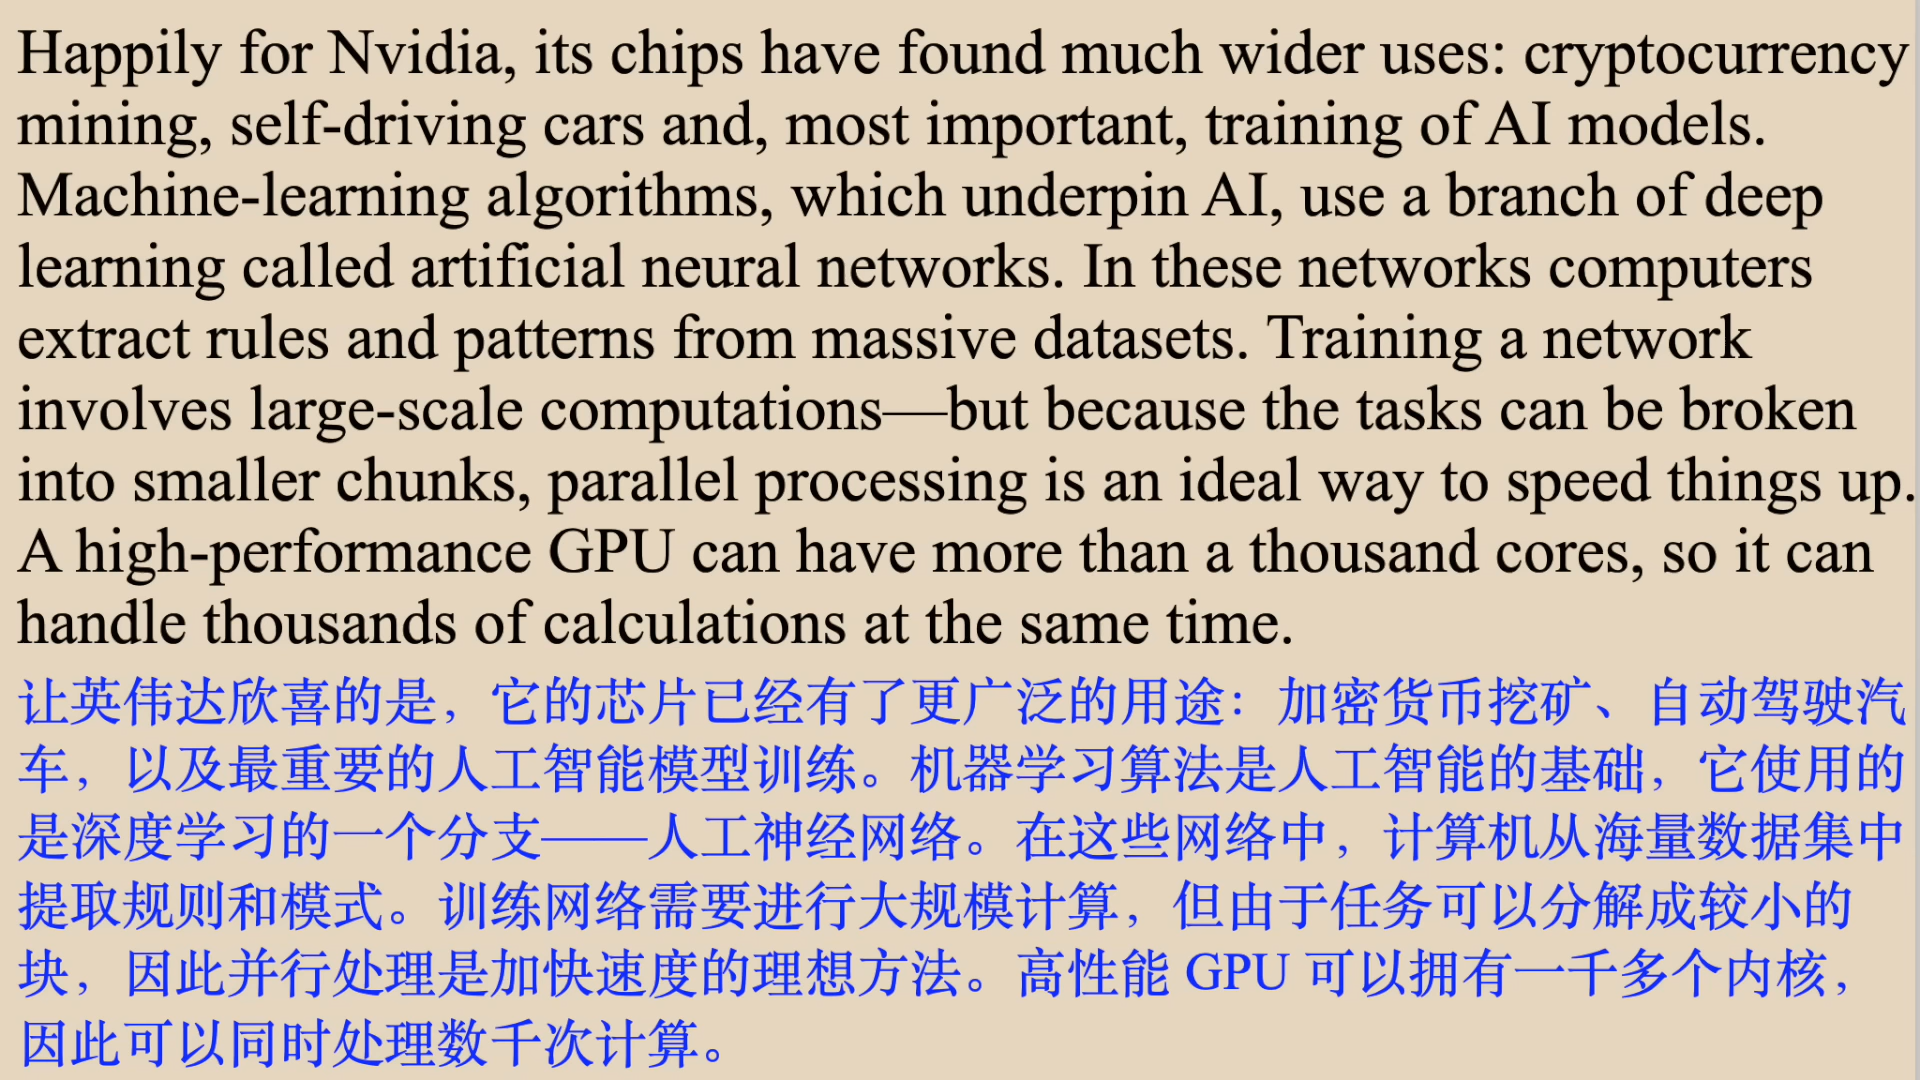 Happily for Nvidia, its chips have found much wider uses: cryptocurrency
mining, self-driving cars and, most important, training of AI models.
Machine-learning algorithms, which underpin AI, use a branch of deep
learning called artificial neural networks. In these networks computers
extract rules and patterns from massive datasets. Training a network
involves large-scale computations—but because the tasks can be broken
into smaller chunks, parallel processing is an ideal way to speed things up.
A high-performance GPU can have more than a thousand cores, so it can
handle thousands of calculations at the same time.
让英伟达欣喜的是，它的芯片已经有了更广泛的用途：加密货币挖矿、自动驾驶汽
车，以及最重要的人工智能模型训练。机器学习算法是人工智能的基础，它使用的
是深度学习的一个分支——人工神经网络。在这些网络中，计算机从海量数据集中
提取规则和模式。训练网络需要进行大规模计算，但由于任务可以分解成较小的
块，因此并行处理是加快速度的理想方法。高性能 GPU 可以拥有一千多个内核，
因此可以同时处理数千次计算。